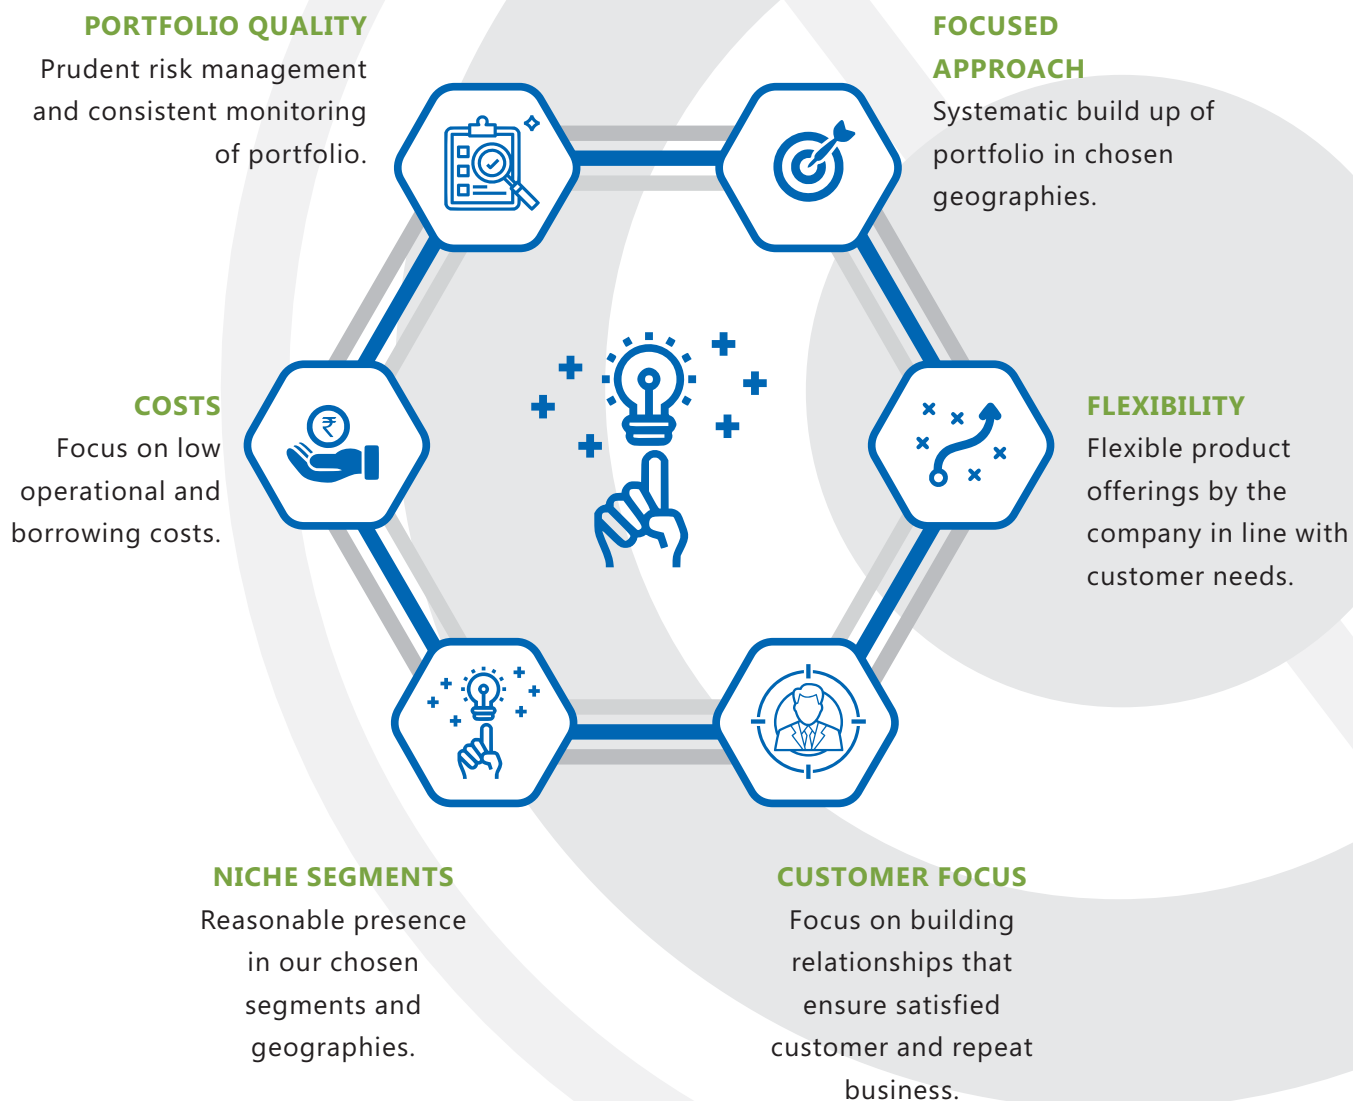 PORTFOLIO QUALITY
Prudent risk management
and consistent monitoring
of portfolio.
FOCUSED
APPROACH
Systematic build up of
portfolio in chosen
geographies.
COSTS
Focus on low
operational and
borrowing costs.
₹
FLEXIBILITY
Flexible product
offerings by the
company in line with
customer needs.
NICHE SEGMENTS
Reasonable presence
in our chosen
segments and
geographies.
CUSTOMER FOCUS
Focus on building
relationships that
ensure satisfied
customer and repeat
business.